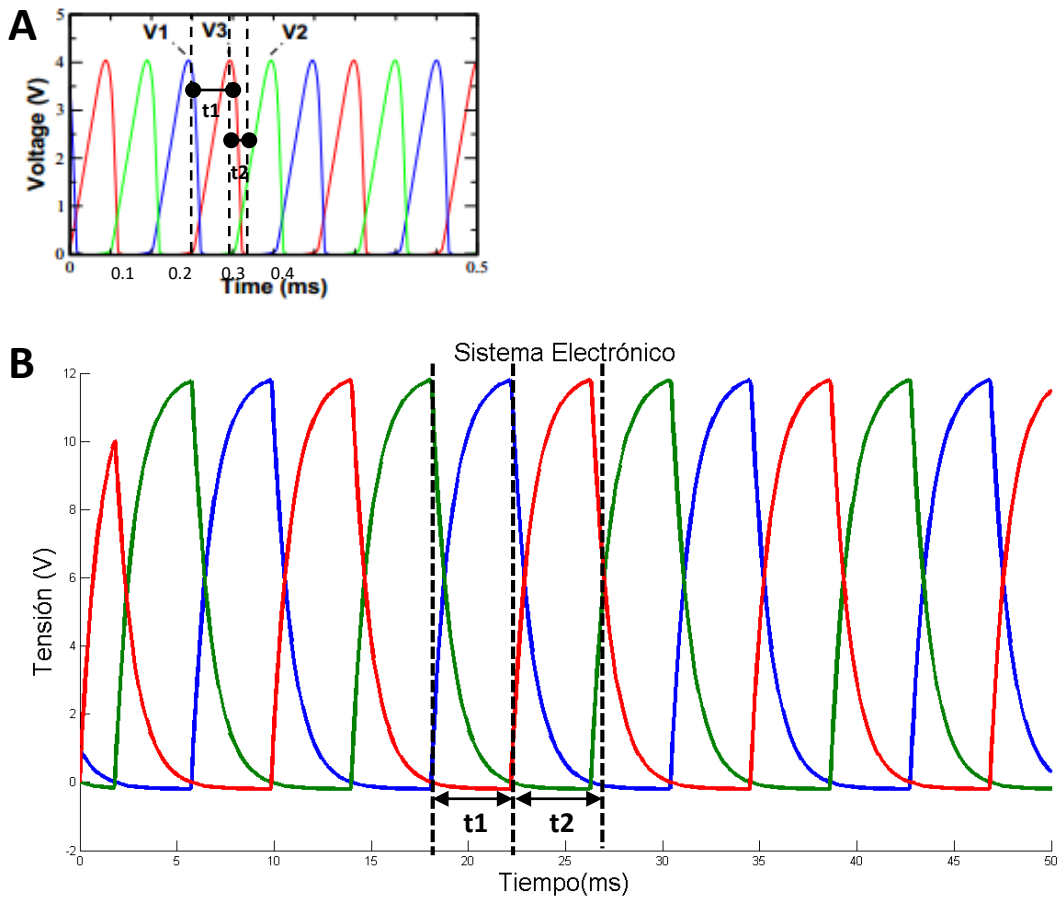 A
5
4
3
2
1
0
Voltage (V)
V1
V3
V2
t1
t2
0
0.1
0.2
0.3
0.4
0.5
Time (ms)
B
Sistema Electrónico
12
10
8
6
4
2
0
-2
Tensión (V)
t1
t2
0
5
10
15
20
25
30
35
40
45
50
Tiempo(ms)